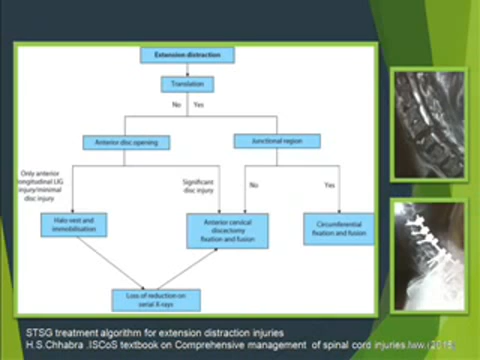 Extension distraction
Translation
No Yes
Anterior disc opening
Junctional region
Only anterior
longitudinal LIG
injury/minimal
disc injury
Significant
disc injury
No
Yes
Halo rest and
immobilisation
Anterior cervical
discectomy
fixation and fusion
Circumferential
fixation and fusion
Loss of reduction on
serial X-rays
STSG treatment algorithm for extension distraction injuries
H.S.Chhabra .ISCoS textbook on Comprehensive management of spinal cord injuries.lww.(2015)